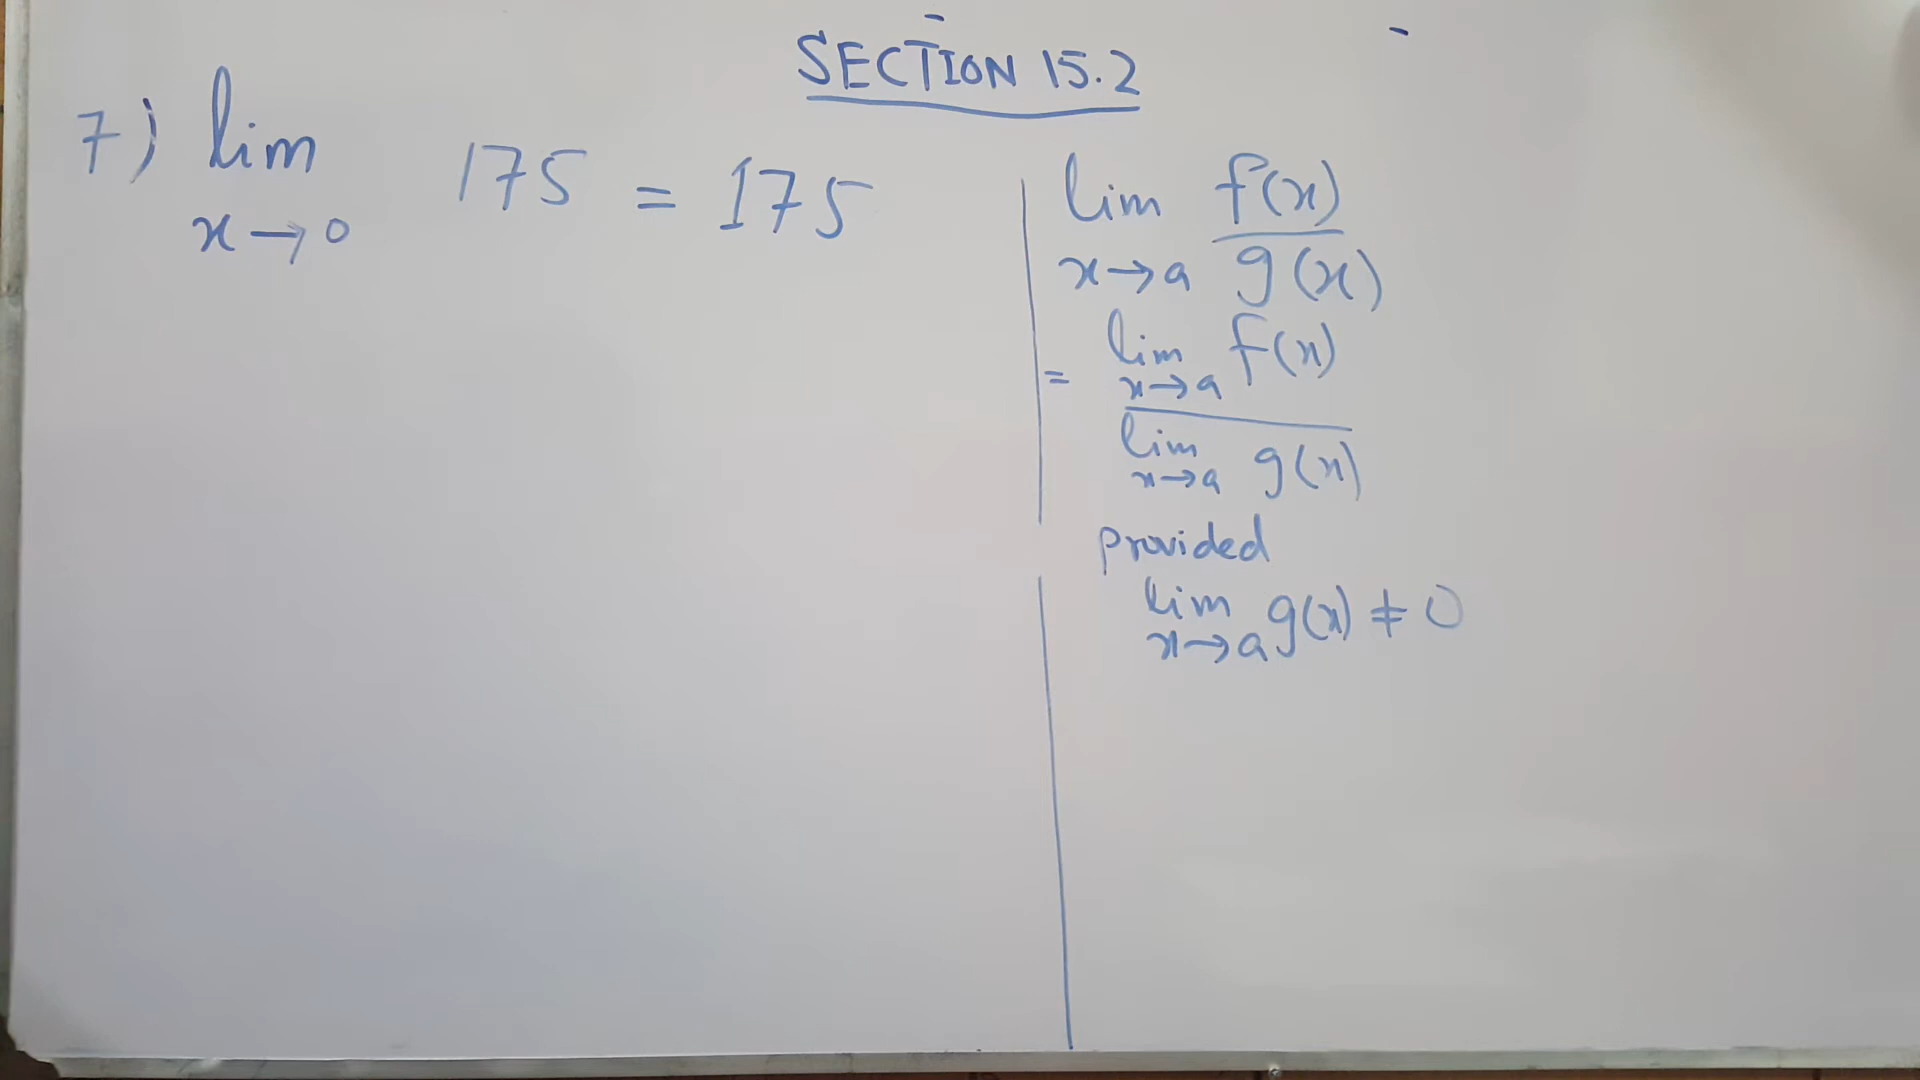 SECTION 15.2
7) lim 175 = 175
x→0
lim f(x)
x→a g(x)
= lim f(x)
x→a
lim g(x)
x→a
provided
lim g(x) ≠ 0
x→a